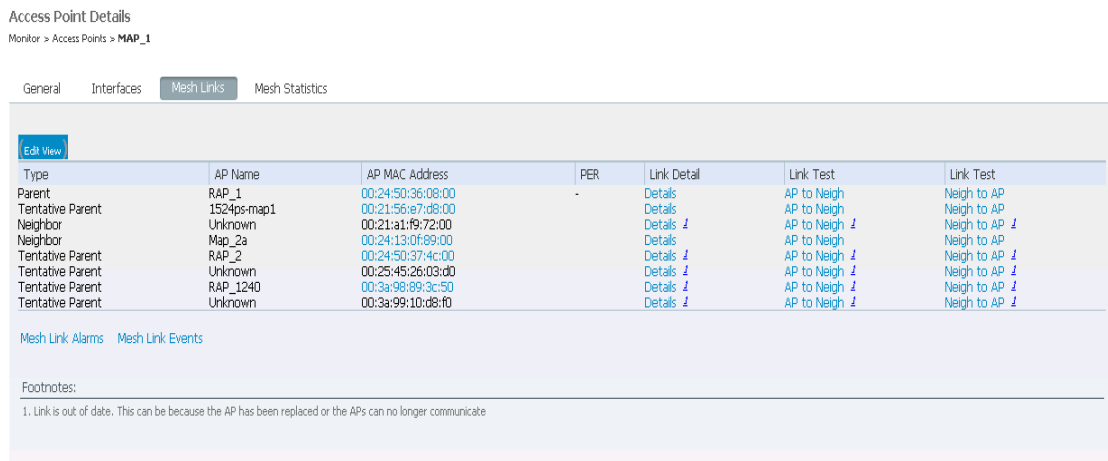 Access Point Details
Monitor > Access Points > MAP_1
General Interfaces Mesh Links Mesh Statistics
(Edit View)
Type AP Name AP MAC Address PER Link Detail Link Test Link Test
Parent RAP_1 00:24:50:36:08:00 - Details AP to Neigh Neigh to AP
Tentative Parent 1524ps-map1 00:21:56:e7:d8:00 Details AP to Neigh Neigh to AP
Neighbor Unknown 00:21:a1:f9:72:00 Details 1 AP to Neigh 1 Neigh to AP 1
Neighbor Map_2a 00:24:13:0f:89:00 Details AP to Neigh Neigh to AP
Tentative Parent RAP_2 00:24:50:37:4c:00 Details 1 AP to Neigh 1 Neigh to AP 1
Tentative Parent Unknown 00:25:45:26:03:d0 Details 1 AP to Neigh 1 Neigh to AP 1
Tentative Parent RAP_1240 00:3a:98:89:3c:50 Details 1 AP to Neigh 1 Neigh to AP 1
Tentative Parent Unknown 00:3a:99:10:d8:f0 Details 1 AP to Neigh 1 Neigh to AP 1
Mesh Link Alarms Mesh Link Events
Footnotes:
1. Link is out of date. This can be because the AP has been replaced or the APs can no longer communicate